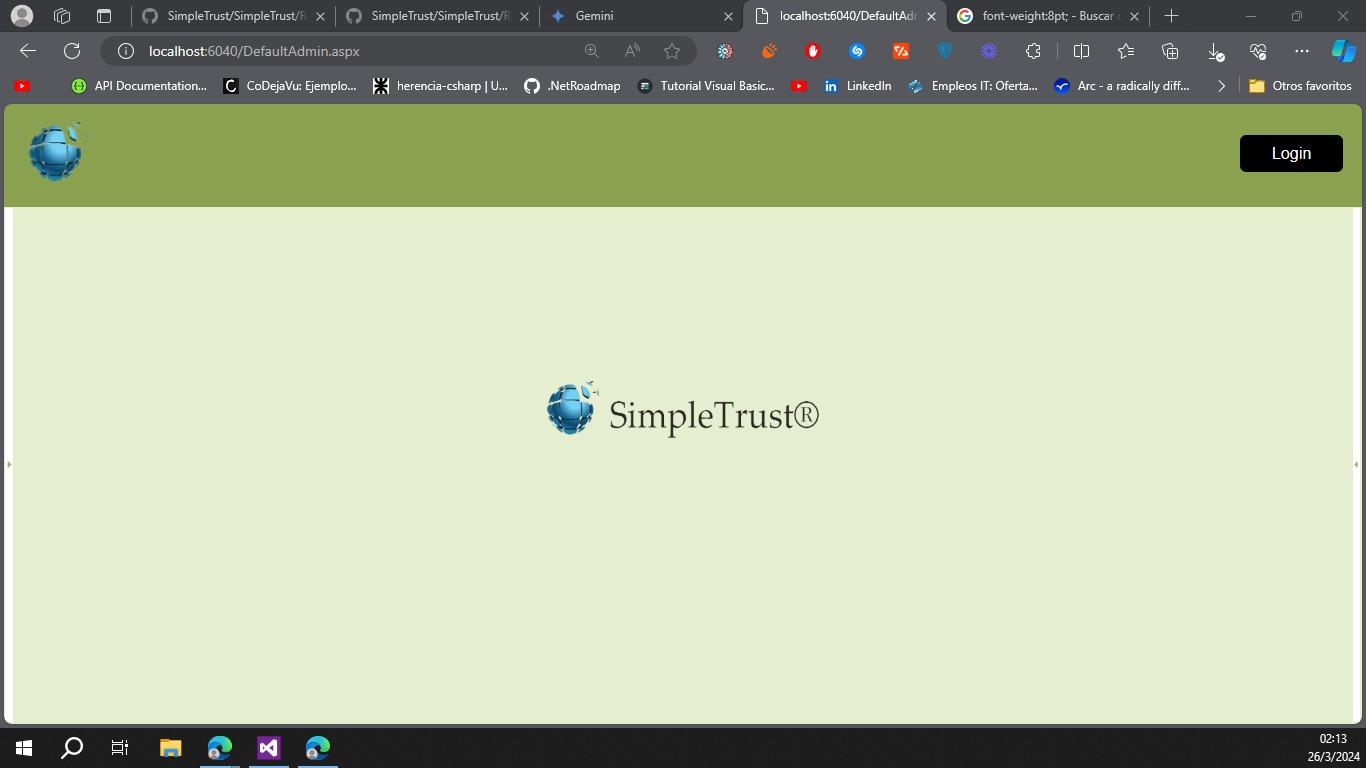 SimpleTrust/SimpleTrust/R
SimpleTrust/SimpleTrust/R
Gemini
localhost:6040/DefaultAdr
font-weight:8pt; - Buscar
localhost:6040/DefaultAdmin.aspx
API Documentation...
CoDejaVu: Ejemplo...
herencia-csharp | U...
.NetRoadmap
Tutorial Visual Basic...
LinkedIn
Empleos IT: Oferta...
Arc - a radically diff...
Otros favoritos
Login
SimpleTrust®
02:13
26/3/2024